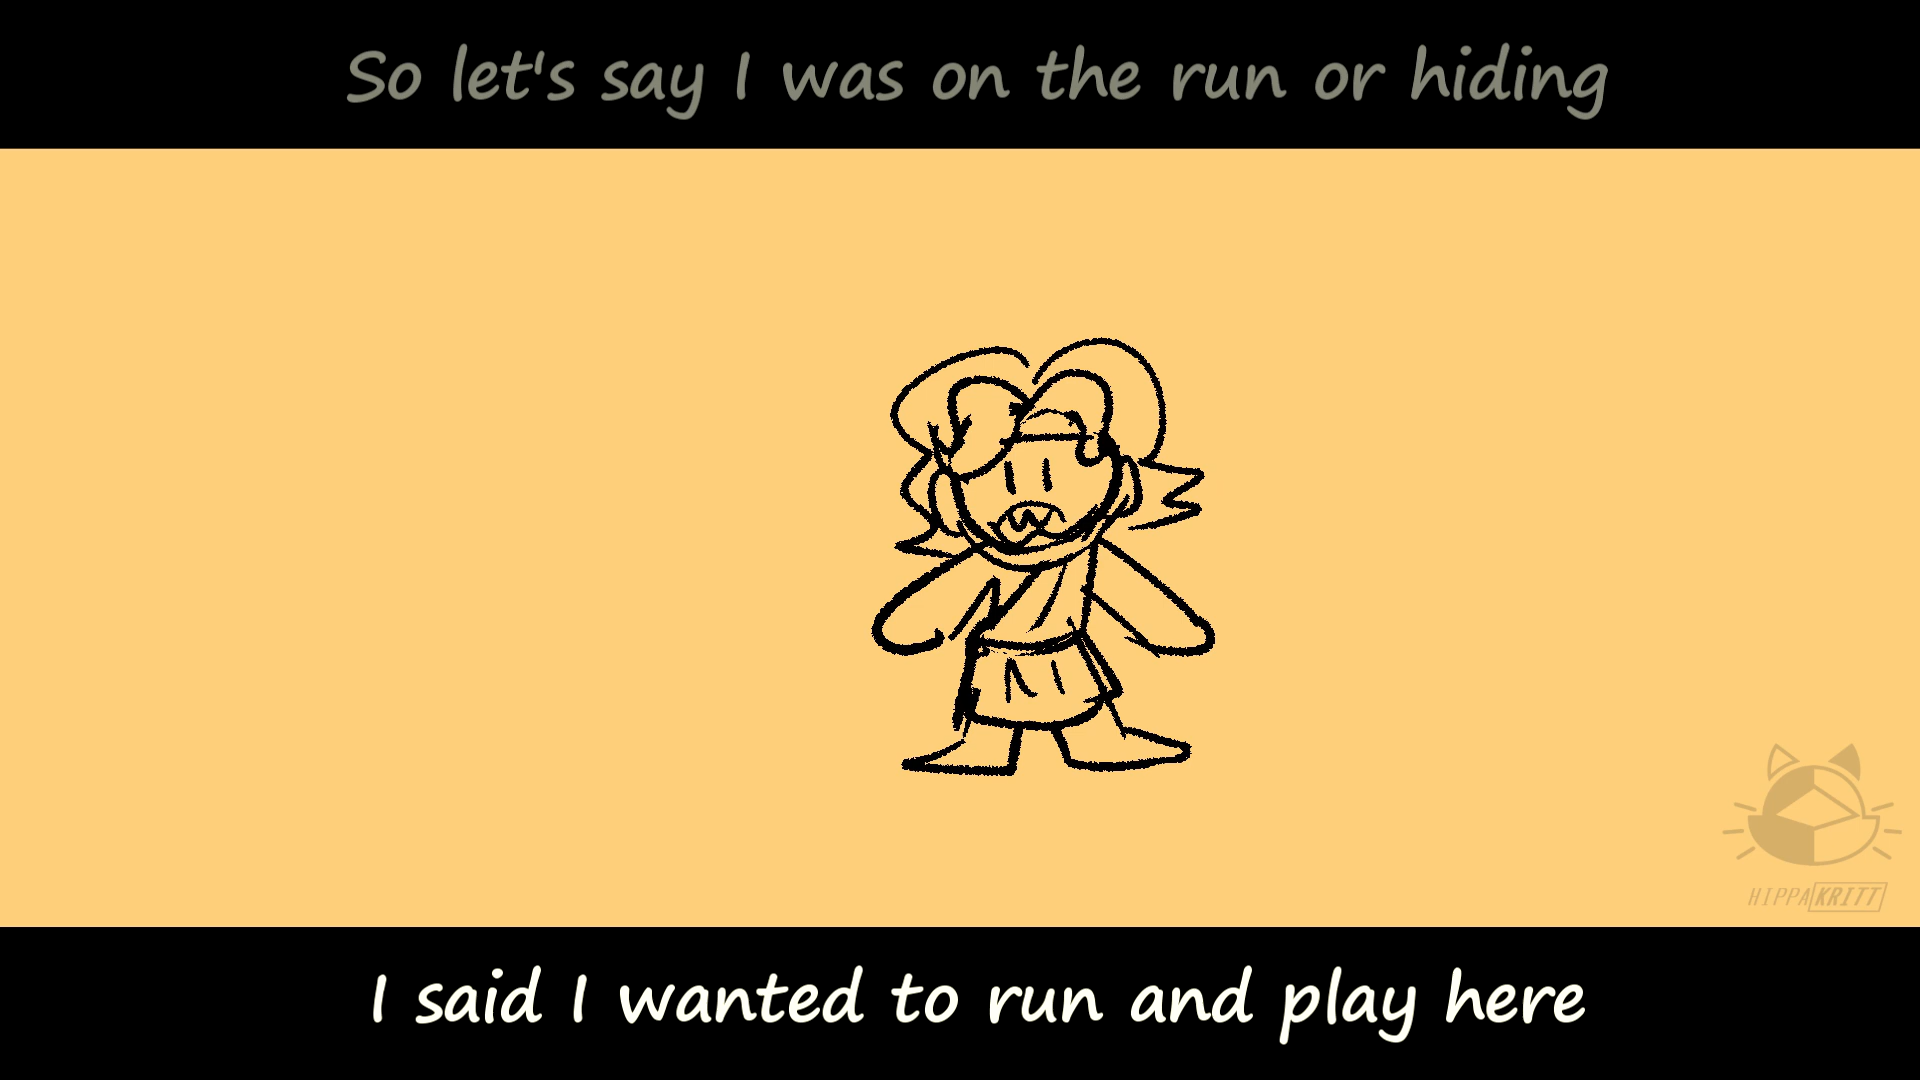 So let's say I was on the run or hiding
HIPPAKRITT
I said I wanted to run and play here